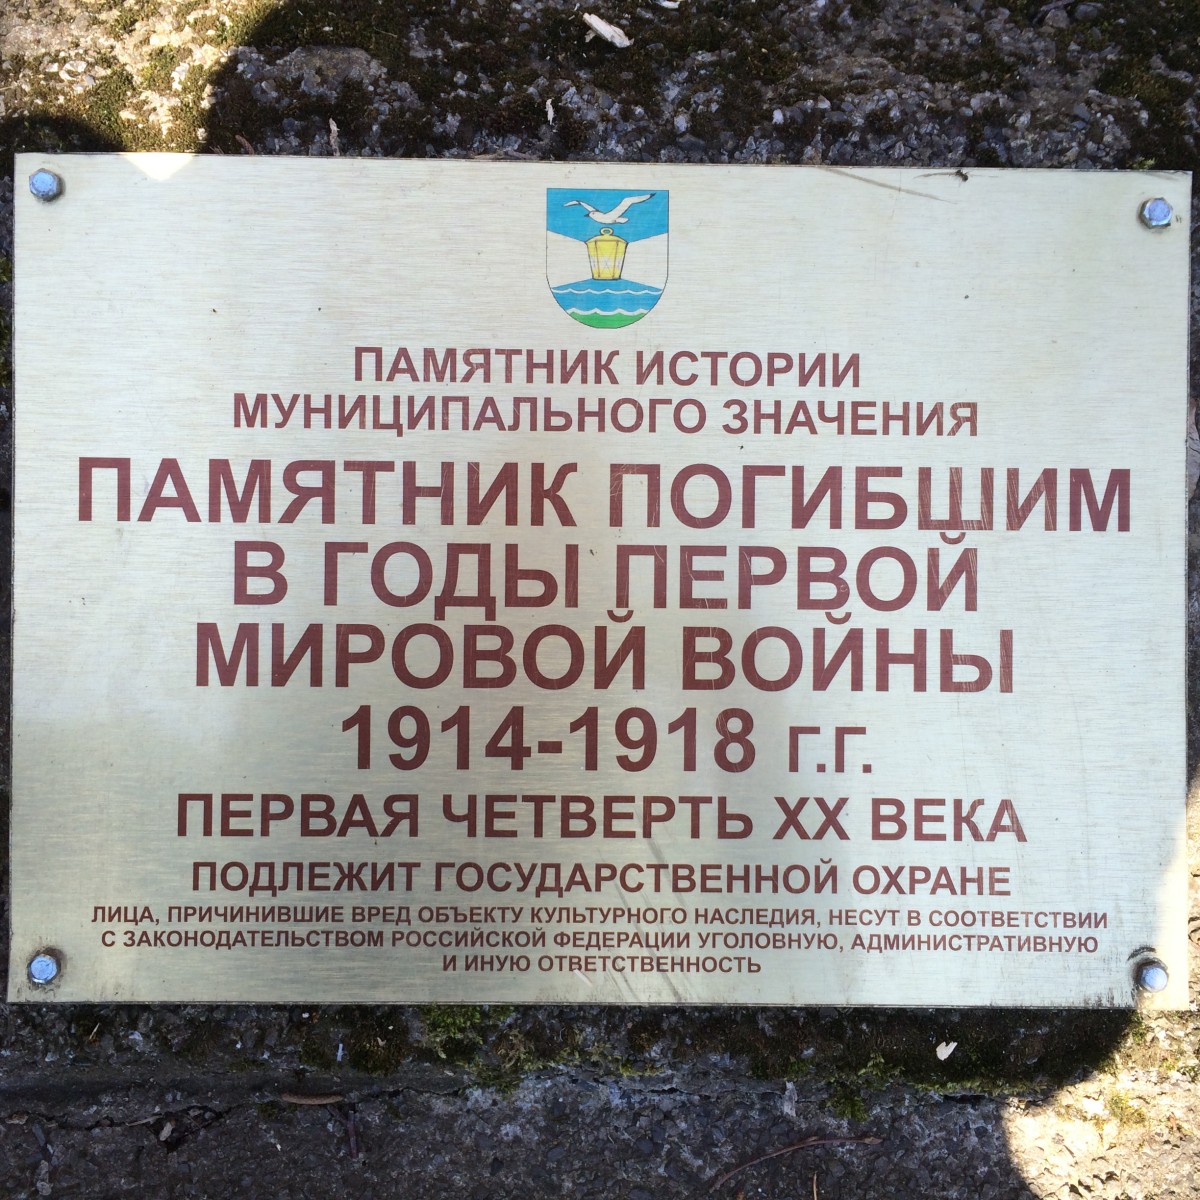 ПАМЯТНИК ИСТОРИИ
МУНИЦИПАЛЬНОГО ЗНАЧЕНИЯ
ПАМЯТНИК ПОГИБШИМ
В ГОДЫ ПЕРВОЙ
МИРОВОЙ ВОЙНЫ
1914-1918 Г.Г.
ПЕРВАЯ ЧЕТВЕРТЬ XX ВЕКА
ПОДЛЕЖИТ ГОСУДАРСТВЕННОЙ ОХРАНЕ
ЛИЦА, ПРИЧИНИВШИЕ ВРЕД ОБЪЕКТУ КУЛЬТУРНОГО НАСЛЕДИЯ, НЕСУТ В СООТВЕТСТВИИ
С ЗАКОНОДАТЕЛЬСТВОМ РОССИЙСКОЙ ФЕДЕРАЦИИ УГОЛОВНУЮ, АДМИНИСТРАТИВНУЮ
И ИНУЮ ОТВЕТСТВЕННОСТЬ